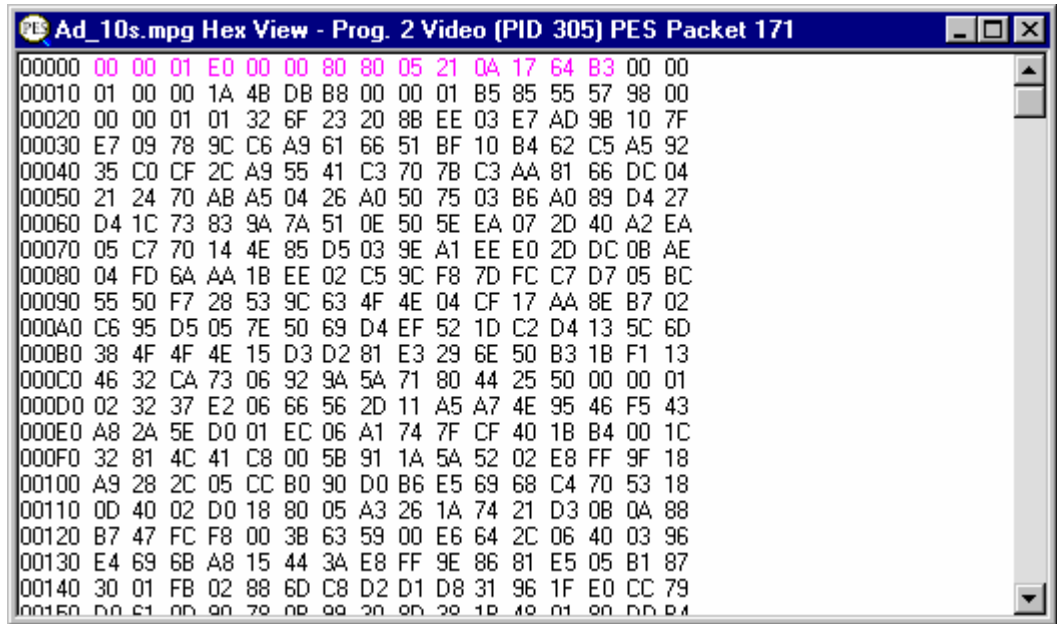 PES Ad_10s.mpg Hex View - Prog. 2 Video (PID 305) PES Packet 171
00000 00 00 01 E0 00 00 80 80 05 21 0A 17 64 B3 00 00
00010 01 00 00 1A 4B DB B8 00 00 01 B5 85 55 57 98 00
00020 00 00 01 01 32 6F 23 20 8B EE 03 E7 AD 9B 10 7F
00030 E7 09 78 9C C6 A9 61 66 51 BF 10 B4 62 C5 A5 92
00040 35 C0 CF 2C A9 55 41 C3 70 7B C3 AA 81 66 DC 04
00050 21 24 70 AB A5 04 26 A0 50 75 03 B6 A0 89 D4 27
00060 D4 1C 73 83 9A 7A 51 0E 50 5E EA 07 2D 40 A2 EA
00070 05 C7 70 14 4E 85 D5 03 9E A1 EE E0 2D DC 0B AE
00080 04 FD 6A AA 1B EE 02 C5 9C F8 7D FC C7 D7 05 BC
00090 55 50 F7 28 53 9C 63 4F 4E 04 CF 17 AA 8E B7 02
000A0 C6 95 D5 05 7E 50 69 D4 EF 52 1D C2 D4 13 5C 6D
000B0 38 4F 4F 4E 15 D3 D2 81 E3 29 6E 50 B3 1B F1 13
000C0 46 32 CA 73 06 92 9A 5A 71 80 44 25 50 00 00 01
000D0 02 32 37 E2 06 66 56 2D 11 A5 A7 4E 95 46 F5 43
000E0 A8 2A 5E D0 01 EC 06 A1 74 7F CF 40 1B B4 00 1C
000F0 32 81 4C 41 C8 00 5B 91 1A 5A 52 02 E8 FF 9F 18
00100 A9 28 2C 05 CC B0 90 D0 B6 E5 69 68 C4 70 53 18
00110 0D 40 02 D0 18 80 05 A3 26 1A 74 21 D3 0B 0A 88
00120 B7 47 FC F8 00 3B 63 59 00 E6 64 2C 06 40 03 96
00130 E4 69 6B A8 15 44 3A E8 FF 9E 86 81 E5 05 B1 87
00140 30 01 FB 02 88 6D C8 D2 D1 D8 31 96 1F E0 CC 79